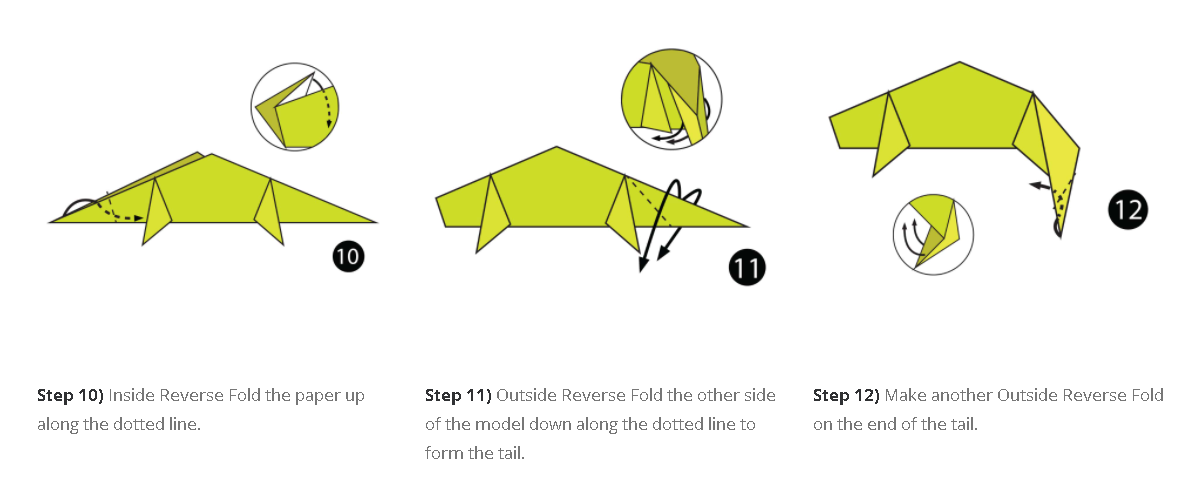 10
11
12
Step 10) Inside Reverse Fold the paper up
along the dotted line.
Step 11) Outside Reverse Fold the other side
of the model down along the dotted line to
form the tail.
Step 12) Make another Outside Reverse Fold
on the end of the tail.